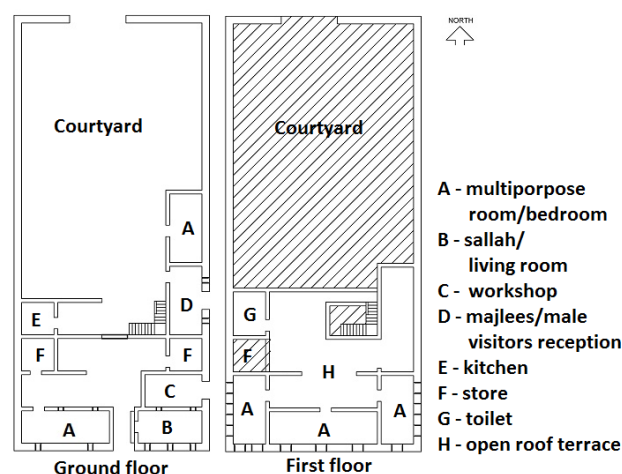 NORTH
Courtyard
Courtyard
A
D
E
G
F
F
F
H
C
A
B
A
A
A
Ground floor
First floor
A - multiporpose
room/bedroom
B - sallah/
living room
C - workshop
D - majlees/male
visitors reception
E - kitchen
F - store
G - toilet
H - open roof terrace